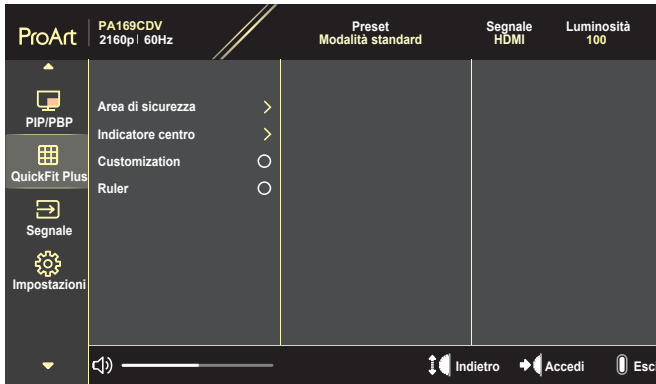 ProArt
PA169CDV
2160p | 60Hz
Preset
Modalità standard
Segnale
HDMI
Luminosità
100
PIP/PBP
QuickFit Plus
Segnale
Impostazioni
Area di sicurezza
Indicatore centro
Customization
Ruler
Indietro
Accedi
Esci